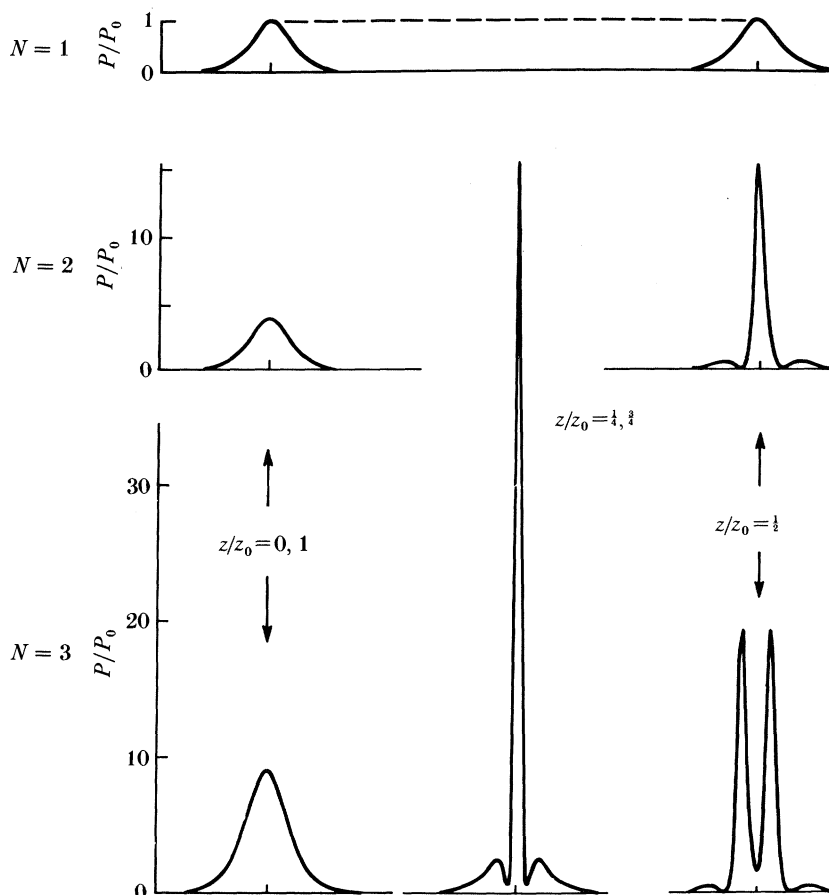 N = 1
P/P₀
1
0
N = 2
P/P₀
10
0
z/z₀ = ¼, ¾
30
z/z₀ = 0, 1
z/z₀ = ½
20
N = 3
P/P₀
10
0